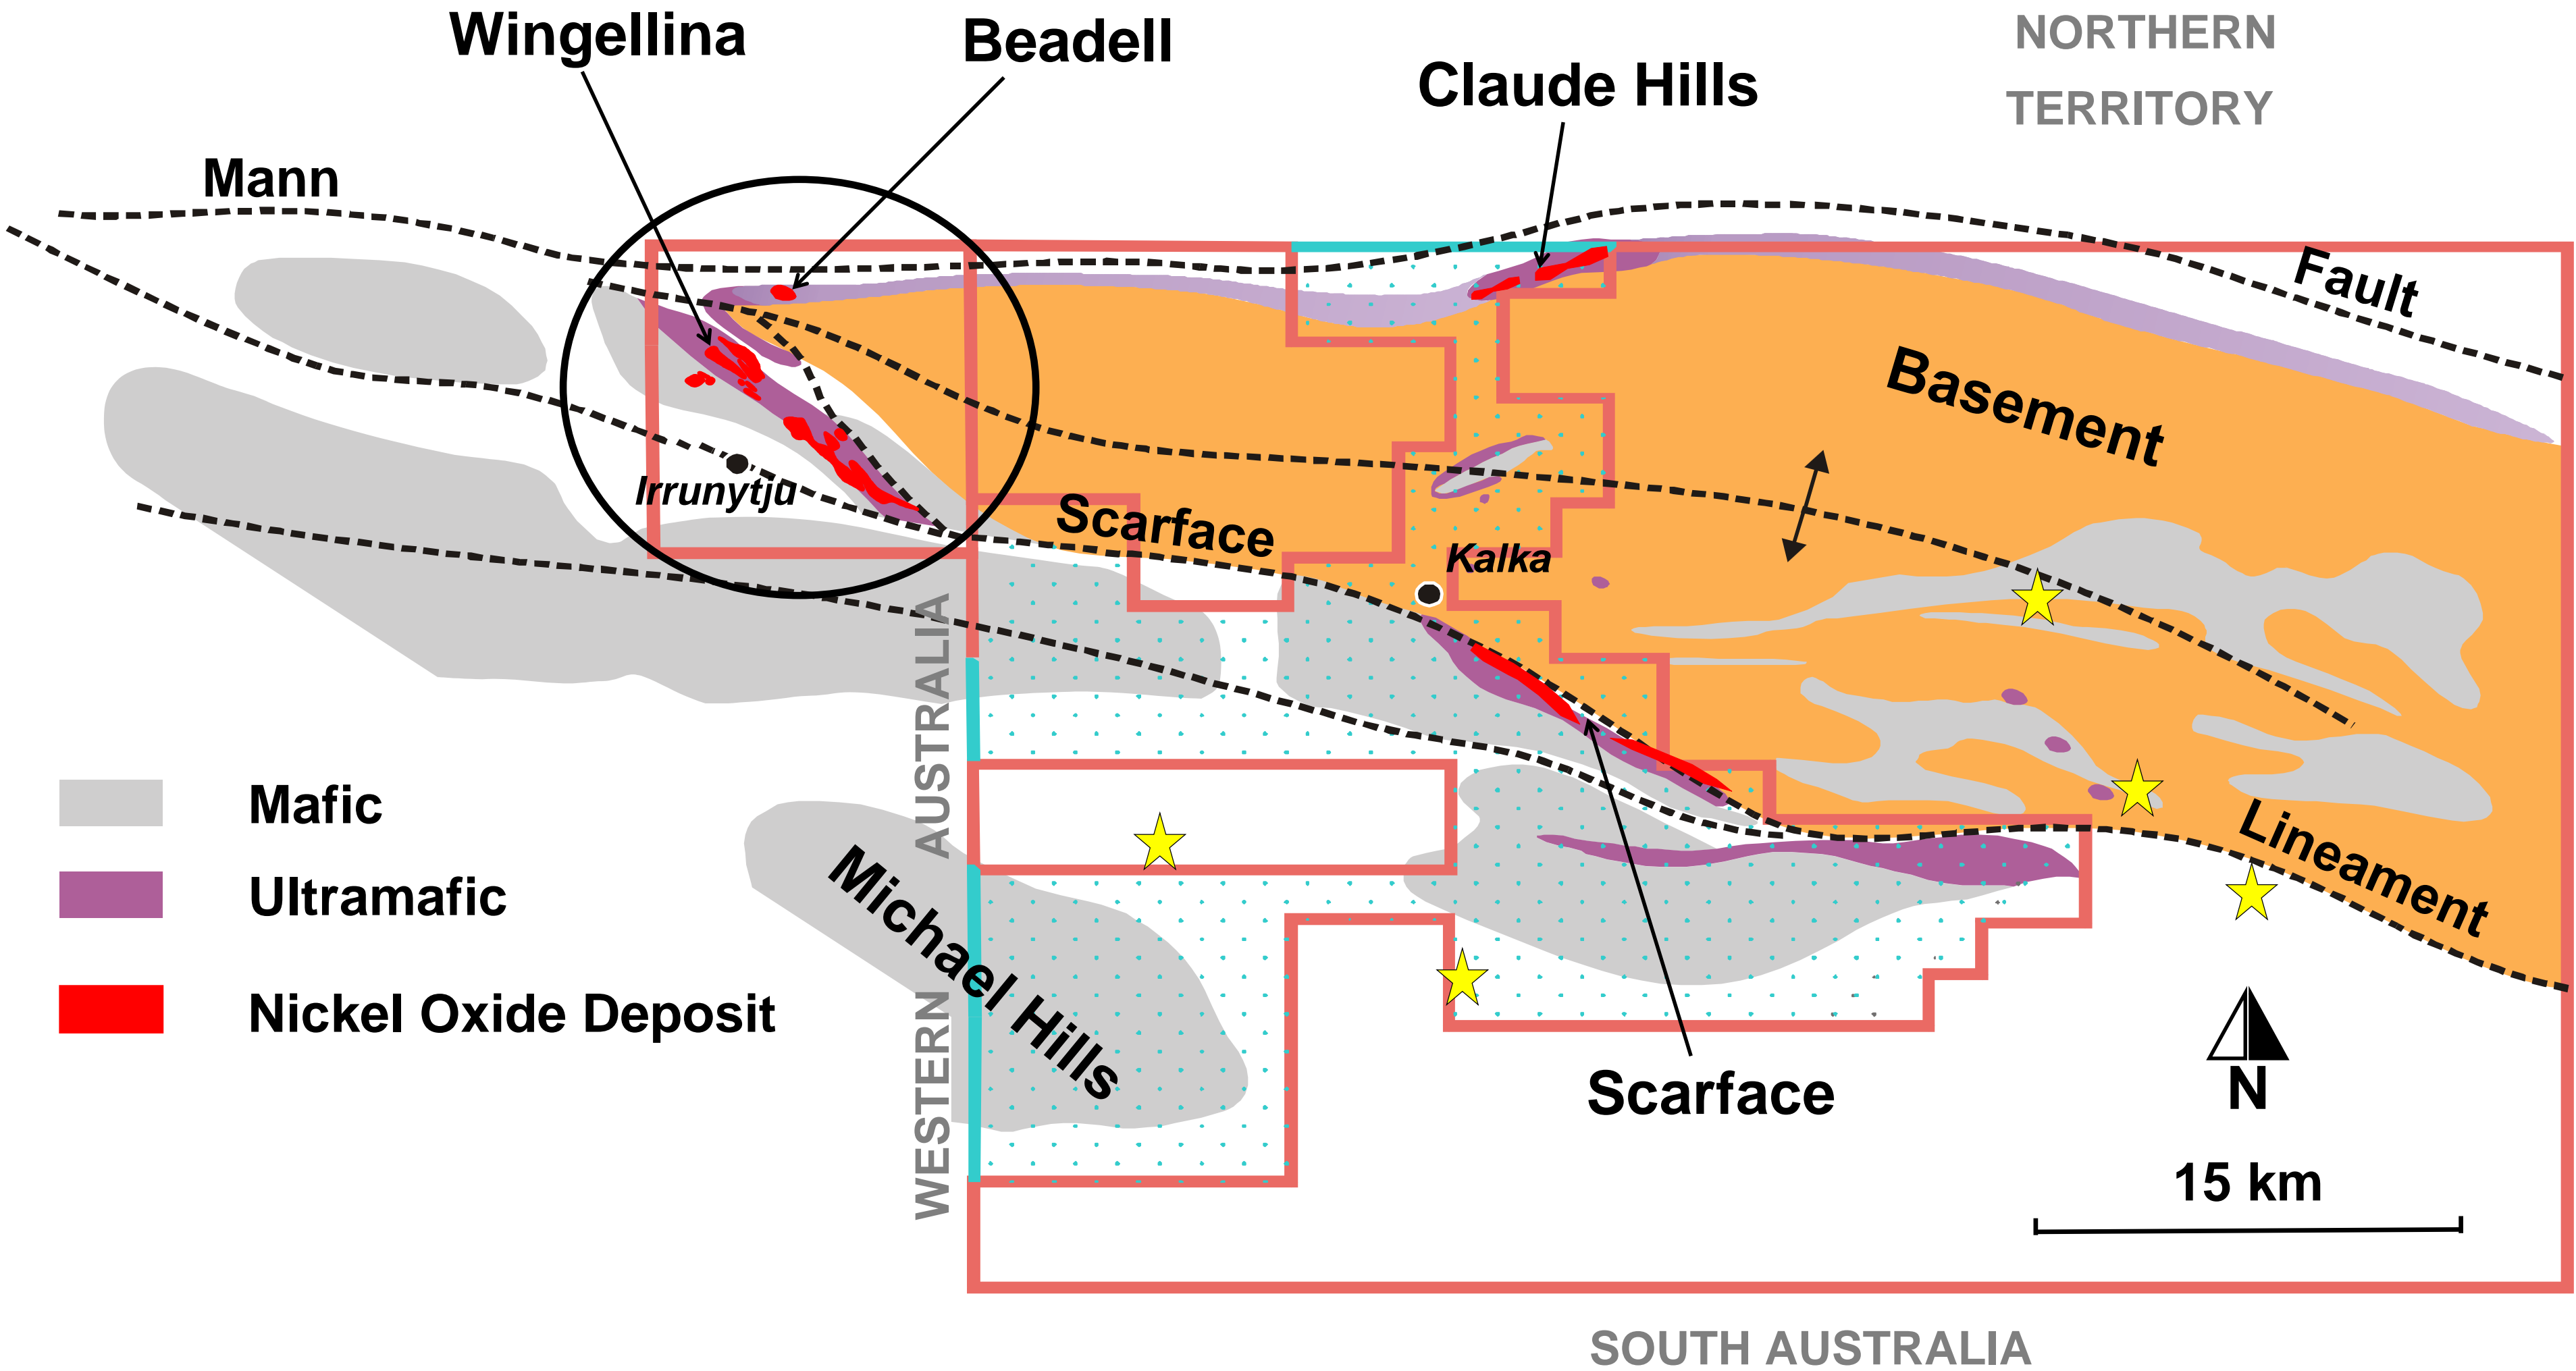 Wingellina
Beadell
NORTHERN
TERRITORY
Claude Hills
Mann
Fault
Basement
Irrunytju
Scarface
Kalka
WESTERN AUSTRALIA
Mafic
Ultramafic
Nickel Oxide Deposit
Michael Hills
Lineament
Scarface
N
15 km
SOUTH AUSTRALIA